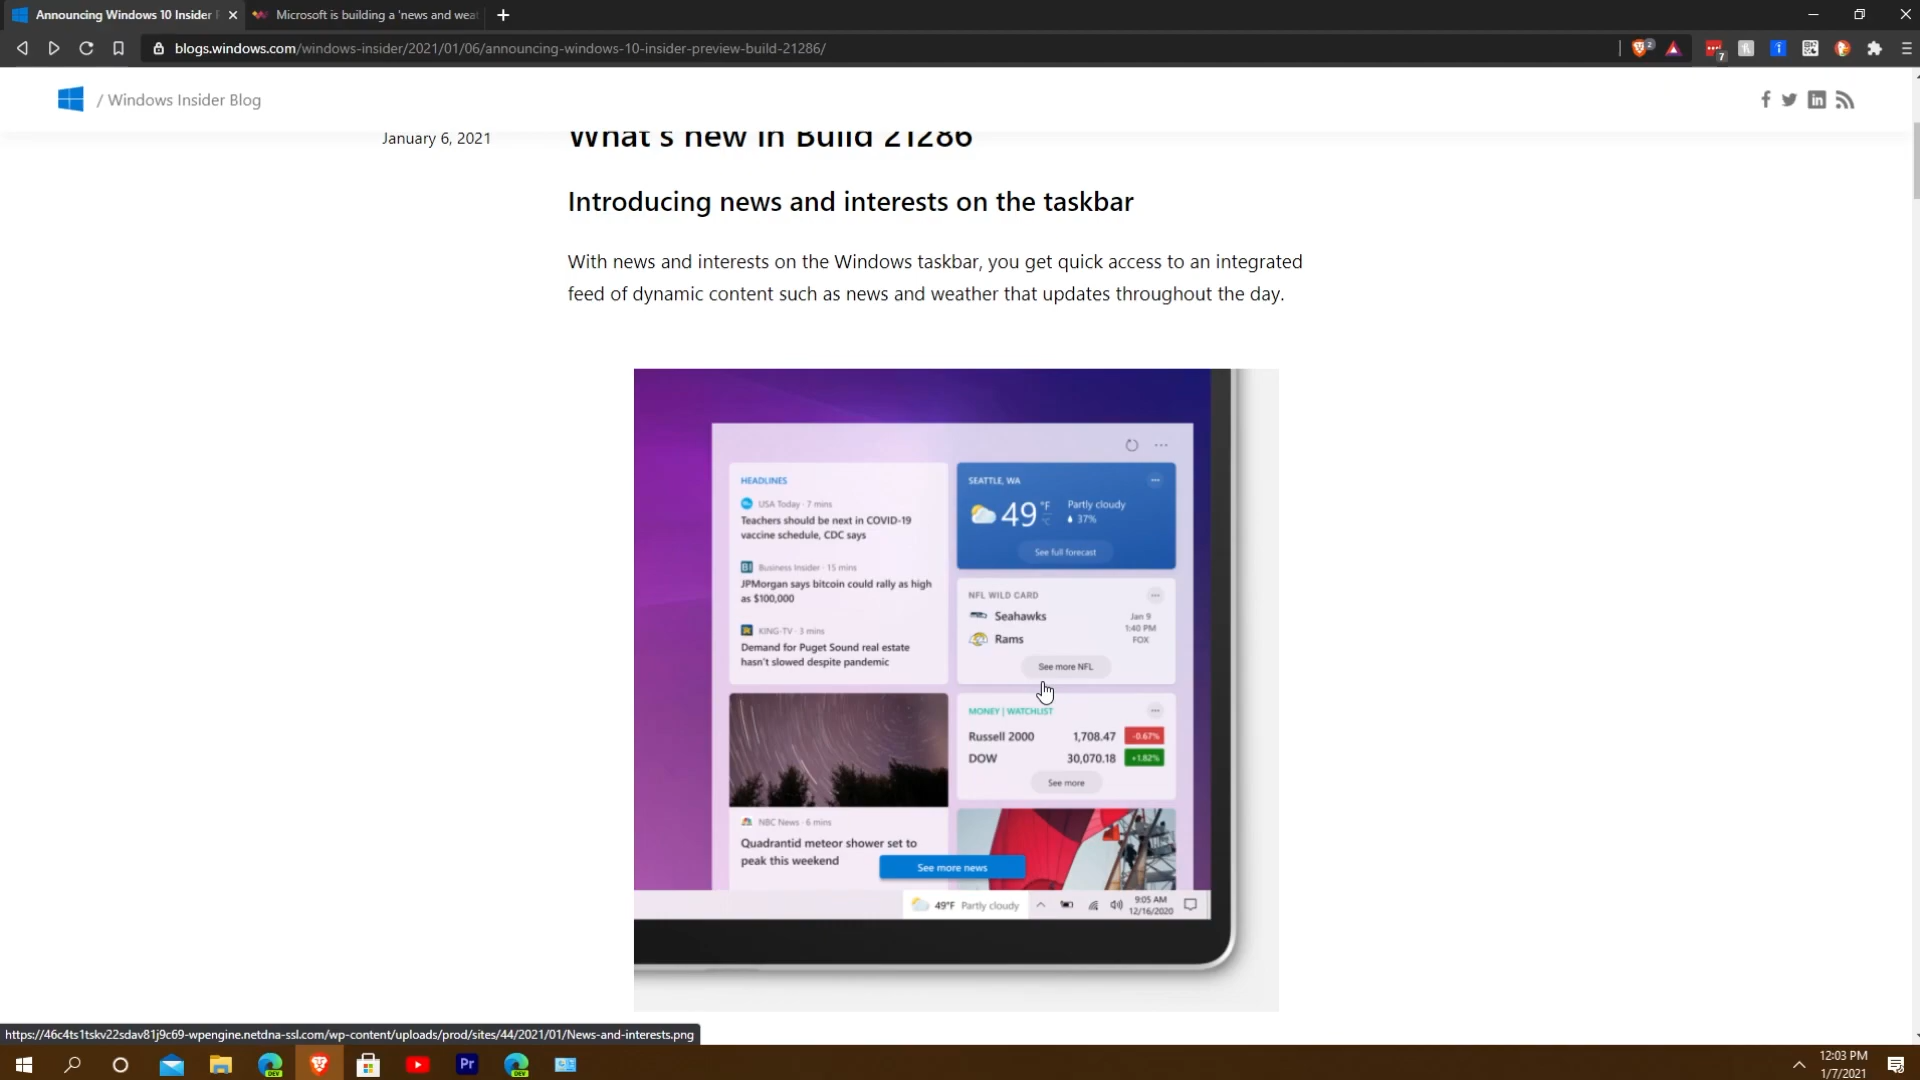 Announcing Windows 10 Insider P
Microsoft is building a 'news and weat
blogs.windows.com/windows-insider/2021/01/06/announcing-windows-10-insider-preview-build-21286/
2
7
/ Windows Insider Blog
January 6, 2021
What's new in Build 21286
Introducing news and interests on the taskbar
With news and interests on the Windows taskbar, you get quick access to an integrated
feed of dynamic content such as news and weather that updates throughout the day.
HEADLINES
USA Today · 7 mins
Teachers should be next in COVID-19
vaccine schedule, CDC says
BI Business Insider · 15 mins
JPMorgan says bitcoin could rally as high
as $100,000
KING-TV · 3 mins
Demand for Puget Sound real estate
hasn't slowed despite pandemic
NBC News · 6 mins
Quadrantid meteor shower set to
peak this weekend
SEATTLE, WA
49 °F °C
Partly cloudy
37%
See full forecast
NFL WILD CARD
Seahawks
Rams
Jan 9
1:40 PM
FOX
See more NFL
MONEY | WATCHLIST
Russell 2000 1,708.47 -0.67%
DOW 30,070.18 +1.82%
See more
See more news
49°F Partly cloudy
9:05 AM
12/16/2020
https://46c4ts1tskv22sdav81j9c69-wpengine.netdna-ssl.com/wp-content/uploads/prod/sites/44/2021/01/News-and-interests.png
DEV
Pr
DEV
12:03 PM
1/7/2021